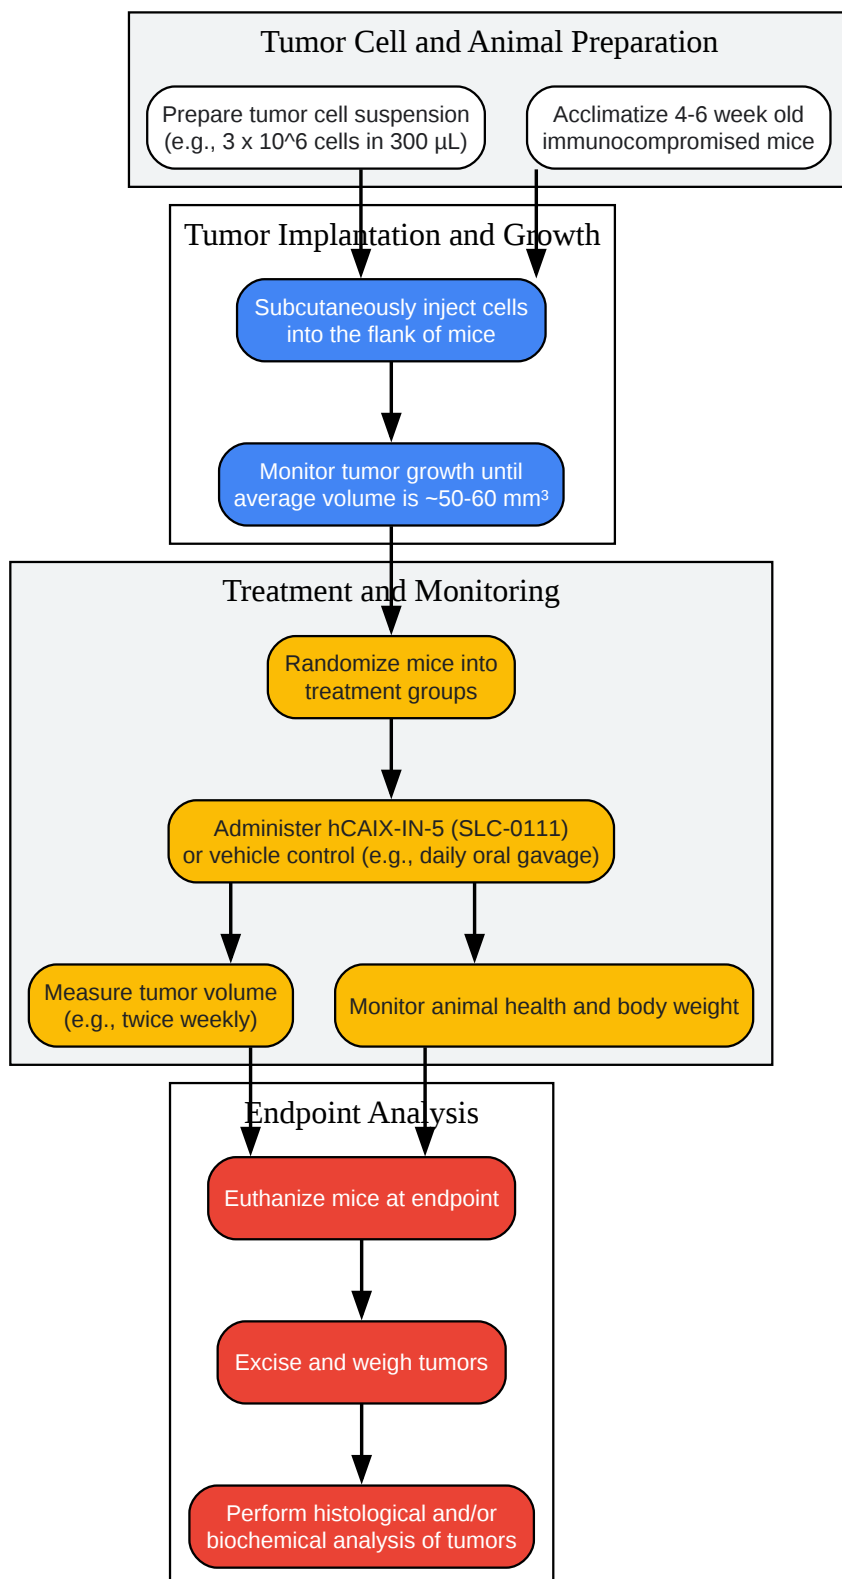 Tumor Cell and Animal Preparation
Prepare tumor cell suspension
(e.g., 3 x 10^6 cells in 300 µL)
Acclimatize 4-6 week old
immunocompromised mice
Tumor Implantation and Growth
Subcutaneously inject cells
into the flank of mice
Monitor tumor growth until
average volume is ~50-60 mm³
Treatment and Monitoring
Randomize mice into
treatment groups
Administer hCAIX-IN-5 (SLC-0111)
or vehicle control (e.g., daily oral gavage)
Measure tumor volume
(e.g., twice weekly)
Monitor animal health and body weight
Endpoint Analysis
Euthanize mice at endpoint
Excise and weigh tumors
Perform histological and/or
biochemical analysis of tumors